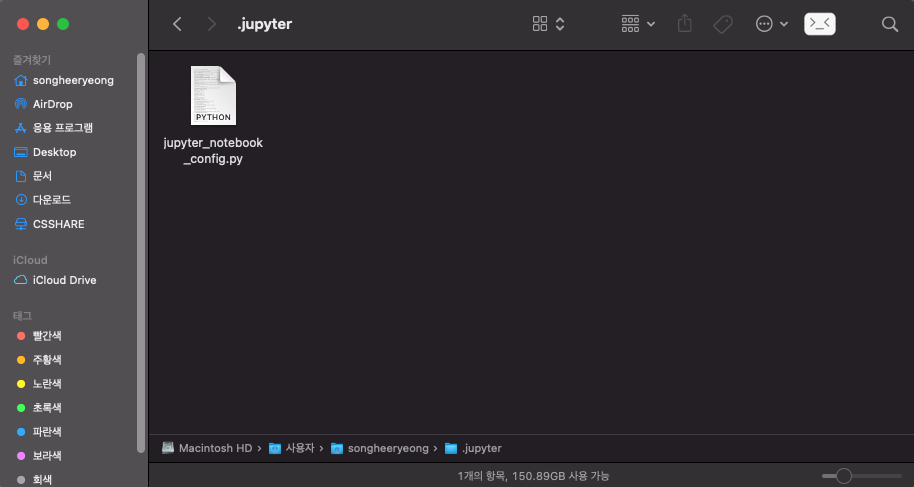 .jupyter
즐겨찾기
songheeryeong
AirDrop
응용 프로그램
Desktop
문서
다운로드
CSSHARE
iCloud
iCloud Drive
태그
빨간색
주황색
노란색
초록색
파란색
보라색
회색
PYTHON
jupyter_notebook
_config.py
Macintosh HD › 사용자 › songheeryeong › .jupyter
1개의 항목, 150.89GB 사용 가능